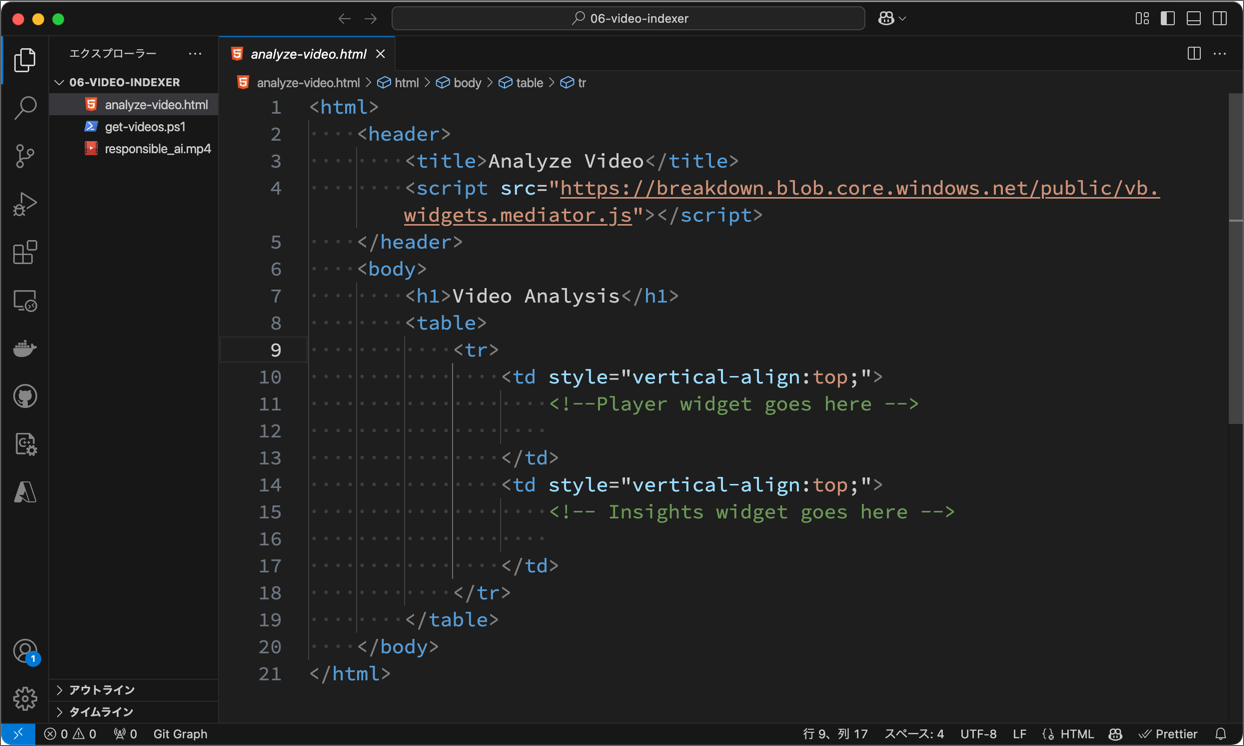 06-video-indexer
エクスプローラー
06-VIDEO-INDEXER
analyze-video.html
get-videos.ps1
responsible_ai.mp4
アウトライン
タイムライン
analyze-video.html
analyze-video.html > html > body > table > tr
1 <html>
2 <header>
3 <title>Analyze Video</title>
4 <script src="https://breakdown.blob.core.windows.net/public/vb.
widgets.mediator.js"></script>
5 </header>
6 <body>
7 <h1>Video Analysis</h1>
8 <table>
9 <tr>
10 <td style="vertical-align:top;">
11 <!--Player widget goes here -->
12
13 </td>
14 <td style="vertical-align:top;">
15 <!-- Insights widget goes here -->
16
17 </td>
18 </tr>
19 </table>
20 </body>
21 </html>
1
0 0 0 Git Graph 行 9、列 17 スペース: 4 UTF-8 LF HTML Prettier